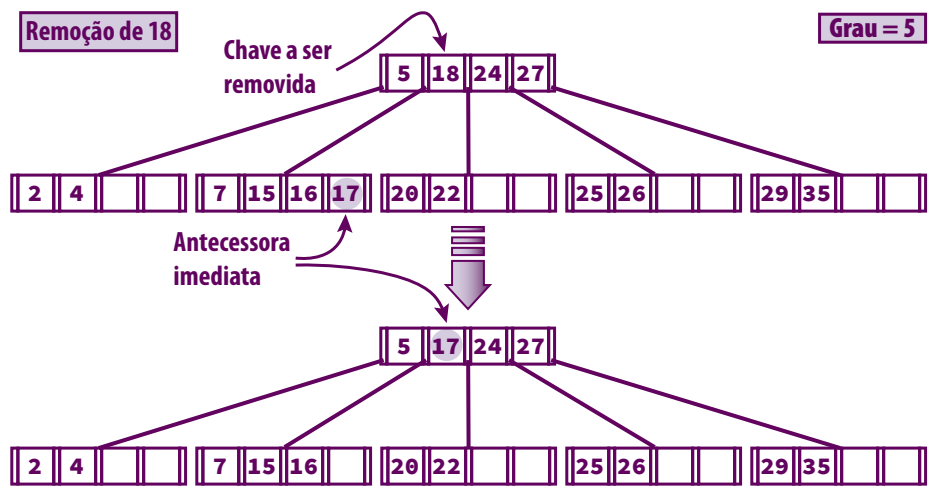 Remoção de 18
Grau = 5
Chave a ser
removida
5 18 24 27
2 4 7 15 16 17 20 22 25 26 29 35
Antecessora
imediata
5 17 24 27
2 4 7 15 16 20 22 25 26 29 35